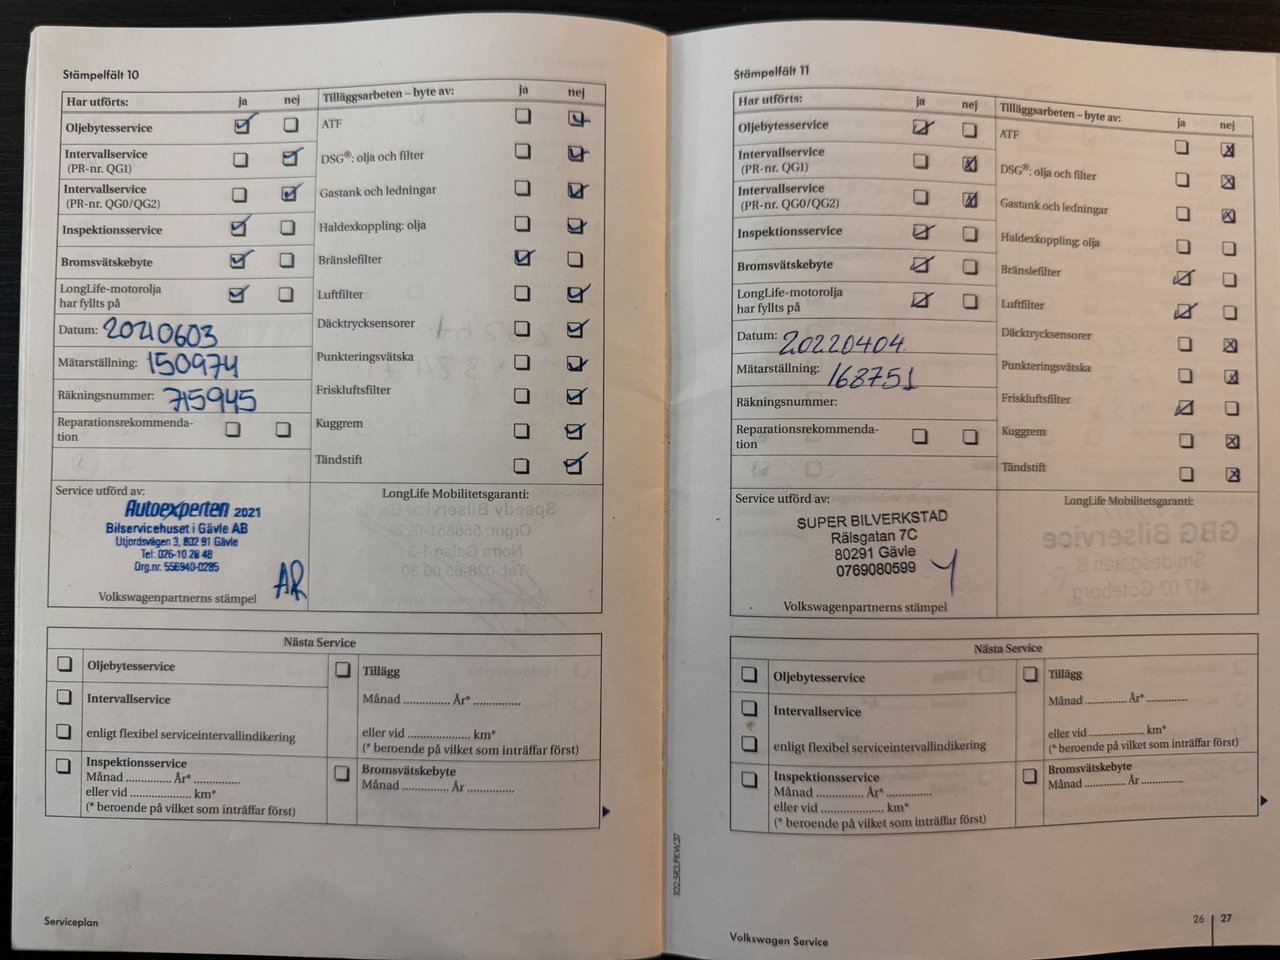 Stämpelfält 10
Har utförts: ja nej
Oljebytesservice
Intervallservice
(PR-nr. QG1)
Intervallservice
(PR-nr. QG0/QG2)
Inspektionsservice
Bromsvätskebyte
LongLife-motorolja
har fyllts på
Datum: 20210603
Mätarställning: 150974
Räkningsnummer: 715945
Reparationsrekommenda-
tion
Tilläggsarbeten – byte av: ja nej
ATF
DSG®: olja och filter
Gastank och ledningar
Haldexkoppling: olja
Bränslefilter
Luftfilter
Däcktrycksensorer
Punkteringsvätska
Friskluftsfilter
Kuggrem
Tändstift
Service utförd av:
Autoexperten 2021
Bilservicehuset i Gävle AB
Utjordsvägen 3, 802 91 Gävle
Tel: 026-10 28 48
Org.nr. 556940-0285
AR
Volkswagenpartnerns stämpel
LongLife Mobilitetsgaranti:
Nästa Service
Oljebytesservice
Intervallservice
enligt flexibel serviceintervallindikering
Inspektionsservice
Månad .............. År* ..............
eller vid .................... km*
(* beroende på vilket som inträffar först)
Tillägg
Månad .............. År* ..............
eller vid .................... km*
(* beroende på vilket som inträffar först)
Bromsvätskebyte
Månad .............. År ..............
Serviceplan
Stämpelfält 11
Har utförts: ja nej
Oljebytesservice
Intervallservice
(PR-nr. QG1)
Intervallservice
(PR-nr. QG0/QG2)
Inspektionsservice
Bromsvätskebyte
LongLife-motorolja
har fyllts på
Datum: 20220404
Mätarställning: 168751
Räkningsnummer:
Reparationsrekommenda-
tion
Tilläggsarbeten – byte av: ja nej
ATF
DSG®: olja och filter
Gastank och ledningar
Haldexkoppling: olja
Bränslefilter
Luftfilter
Däcktrycksensorer
Punkteringsvätska
Friskluftsfilter
Kuggrem
Tändstift
Service utförd av:
SUPER BILVERKSTAD
Rälsgatan 7C
80291 Gävle
0769080599
Volkswagenpartnerns stämpel
LongLife Mobilitetsgaranti:
Nästa Service
Oljebytesservice
Intervallservice
enligt flexibel serviceintervallindikering
Inspektionsservice
Månad .............. År* ..............
eller vid .................... km*
(* beroende på vilket som inträffar först)
Tillägg
Månad .............. År* ..............
eller vid .................... km*
(* beroende på vilket som inträffar först)
Bromsvätskebyte
Månad .............. År ..............
102.5R3.PKW.37
Volkswagen Service
26 | 27